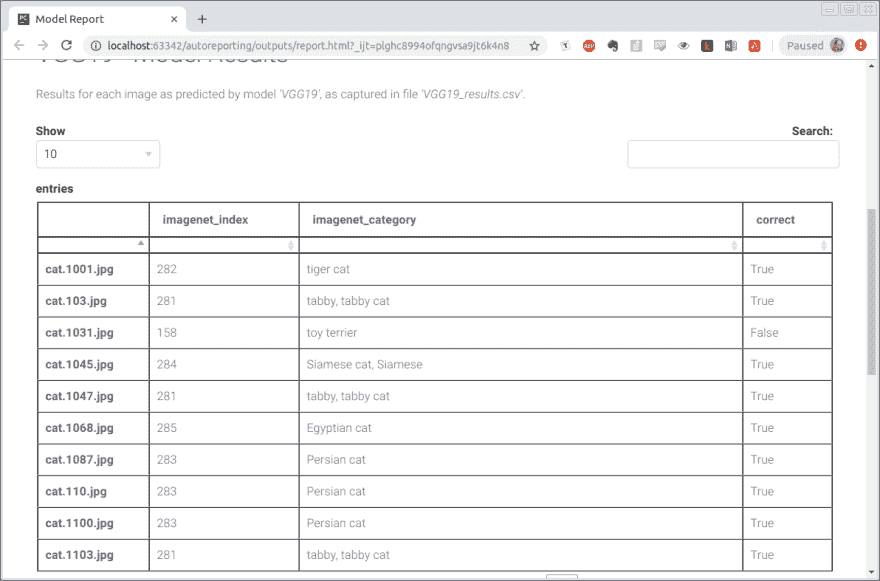 Model Report
localhost:63342/autoreporting/outputs/report.html?_ijt=plghc8994ofqngvsa9jt6k4n8
Paused
VGG19 - Model Results
Results for each image as predicted by model 'VGG19', as captured in file 'VGG19_results.csv'.
Show
Search:
10
entries
imagenet_index imagenet_category correct
cat.1001.jpg 282 tiger cat True
cat.103.jpg 281 tabby, tabby cat True
cat.1031.jpg 158 toy terrier False
cat.1045.jpg 284 Siamese cat, Siamese True
cat.1047.jpg 281 tabby, tabby cat True
cat.1068.jpg 285 Egyptian cat True
cat.1087.jpg 283 Persian cat True
cat.110.jpg 283 Persian cat True
cat.1100.jpg 283 Persian cat True
cat.1103.jpg 281 tabby, tabby cat True